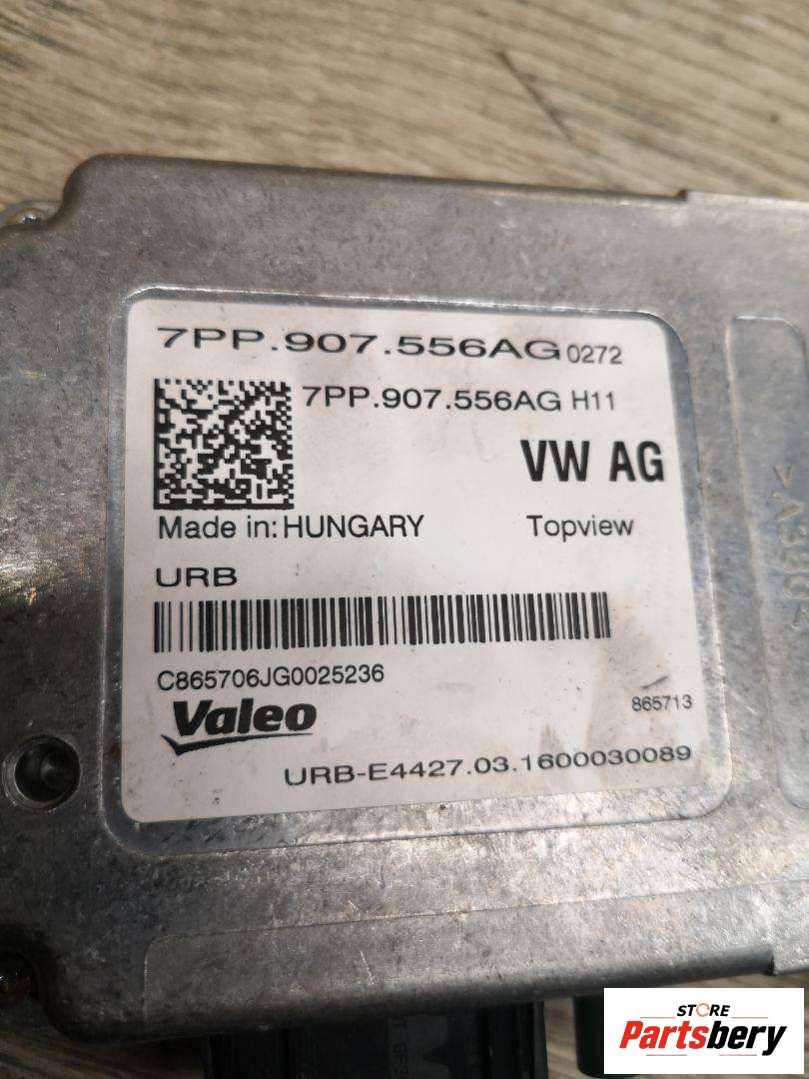 7PP.907.556AG 0272
7PP.907.556AG H11
VW AG
Made in: HUNGARY Topview
URB
C865706JG0025236
Valeo 865713
URB-E4427.03.1600030089
STORE
Partsbery